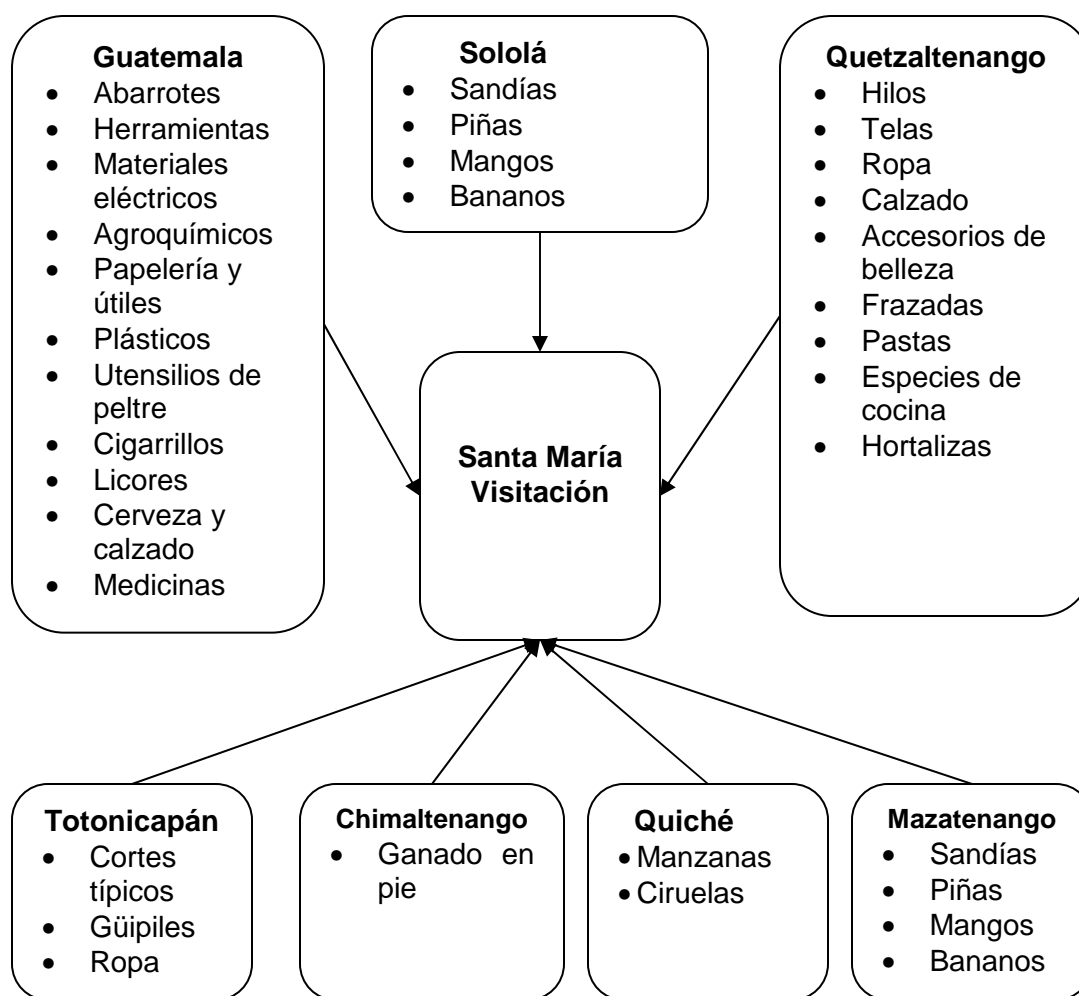 Guatemala
• Abarrotes
• Herramientas
• Materiales
eléctricos
• Agroquímicos
• Papelería y
útiles
• Plásticos
• Utensilios de
peltre
• Cigarrillos
• Licores
• Cerveza y
calzado
• Medicinas
Sololá
• Sandías
• Piñas
• Mangos
• Bananos
Quetzaltenango
• Hilos
• Telas
• Ropa
• Calzado
• Accesorios de
belleza
• Frazadas
• Pastas
• Especies de
cocina
• Hortalizas
Santa María
Visitación
Totonicapán
• Cortes
típicos
• Güipiles
• Ropa
Chimaltenango
• Ganado en
pie
Quiché
• Manzanas
• Ciruelas
Mazatenango
• Sandías
• Piñas
• Mangos
• Bananos